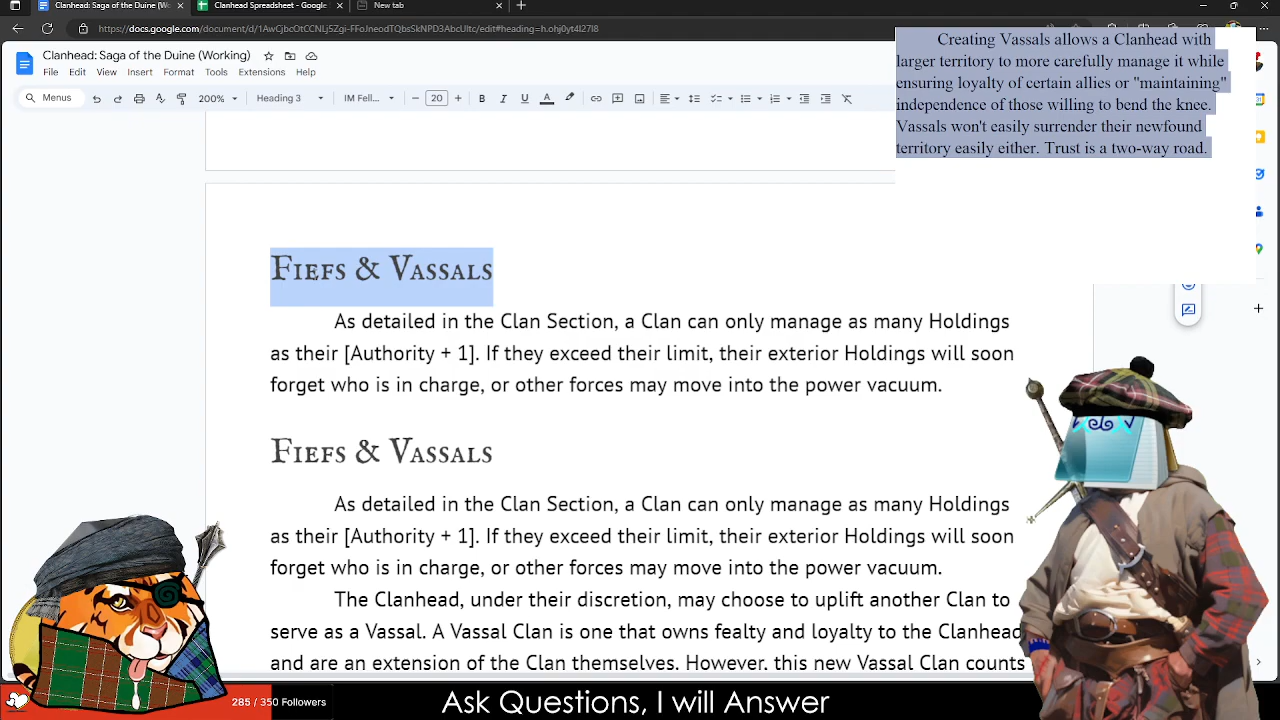 Clanhead: Saga of the Duine [W
Spreadsheet - Google S
New tab
https://docs.google.com/document/d/1AwCjbcOtCCNLj5Zgi-FFoJneodTQbsSkNPD3AbcUItc/edit#heading=h.ohj0yt4l27l8
Clanhead: Saga of the Duine (Working)
File Edit View Insert Format Tools Extensions Help
Menus 200% Heading 3 IM Fell... 20
Creating Vassals allows a Clanhead with
larger territory to more carefully manage it while
ensuring loyalty of certain allies or "maintaining"
independence of those willing to bend the knee.
Vassals won't easily surrender their newfound
territory easily either. Trust is a two-way road.
Fiefs & Vassals
As detailed in the Clan Section, a Clan can only manage as many Holdings
as their [Authority + 1]. If they exceed their limit, their exterior Holdings will soon
forget who is in charge, or other forces may move into the power vacuum.
Fiefs & Vassals
As detailed in the Clan Section, a Clan can only manage as many Holdings
as their [Authority + 1]. If they exceed their limit, their exterior Holdings will soon
forget who is in charge, or other forces may move into the power vacuum.
The Clanhead, under their discretion, may choose to uplift another Clan to
serve as a Vassal. A Vassal Clan is one that owns fealty and loyalty to the Clanhead
and are an extension of the Clan themselves. However, this new Vassal Clan counts
285 / 350 Followers
Ask Questions, I will Answer